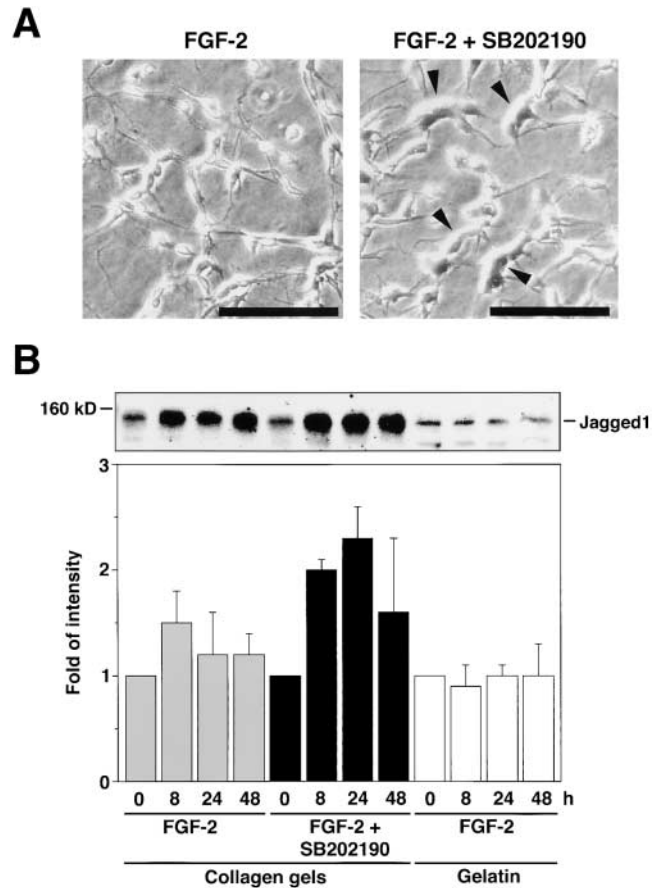 A
FGF-2
FGF-2 + SB202190
B
160 kD
Jagged1
3
2
1
0
Fold of intensity
0 8 24 48 0 8 24 48 0 8 24 48 h
FGF-2
FGF-2 +
SB202190
FGF-2
Collagen gels
Gelatin